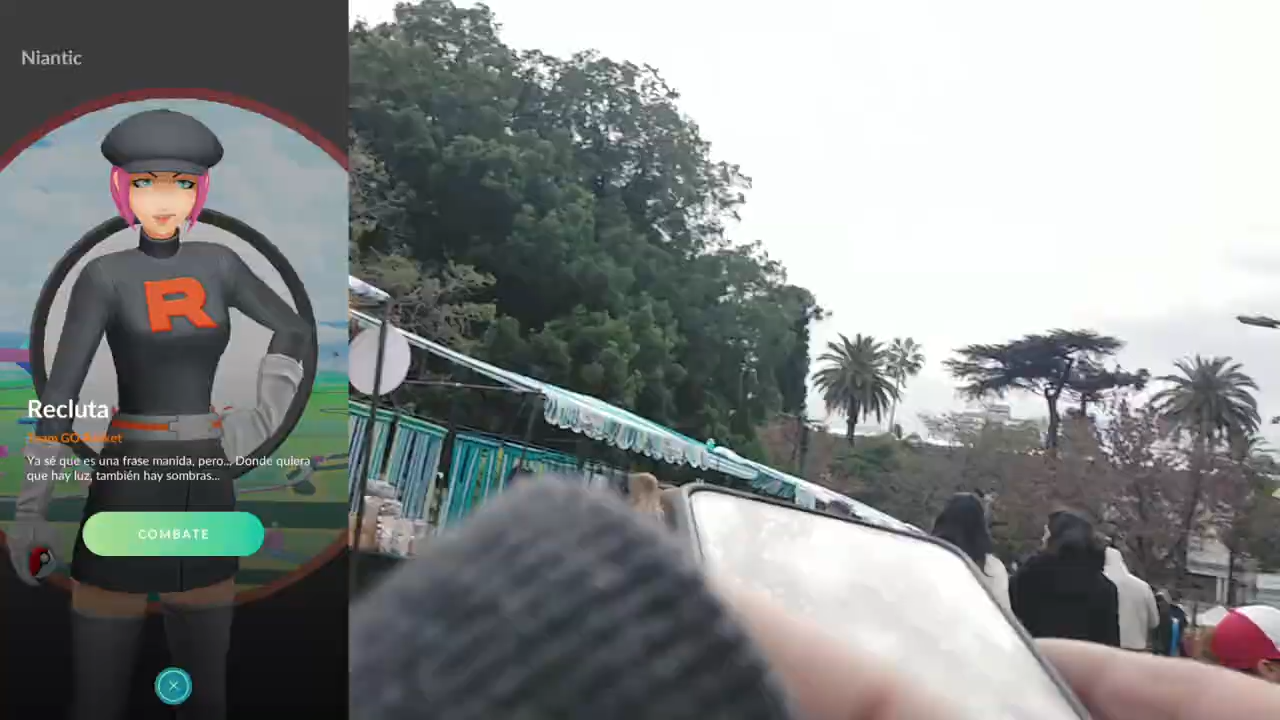 Niantic
R
Recluta
Team GO Rocket
Ya sé que es una frase manida, pero... Donde quiera
que hay luz, también hay sombras...
COMBATE